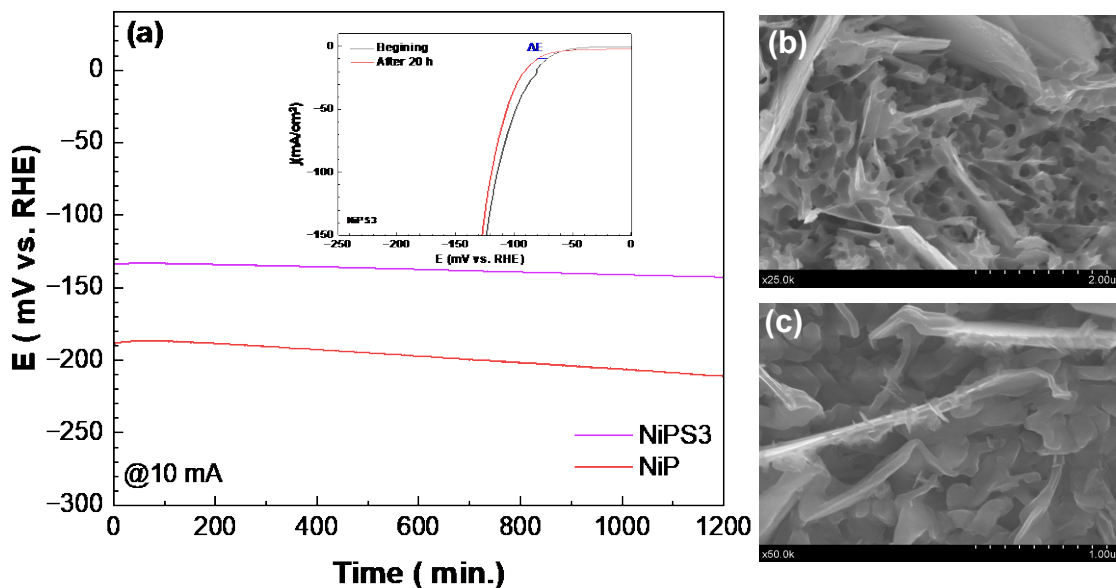 (a)
E ( mV vs. RHE)
0
−50
−100
−150
−200
−250
−300
0
200
400
600
800
1000
1200
Time ( min.)
@10 mA
NiPS3
NiP
Begining
After 20 h
ΔE
j(mA/cm²)
0
−50
−100
−150
−250
−200
−150
−100
−50
0
E (mV vs. RHE)
NiPS3
(b)
x25.0k 2.00u
(c)
x50.0k 1.00u